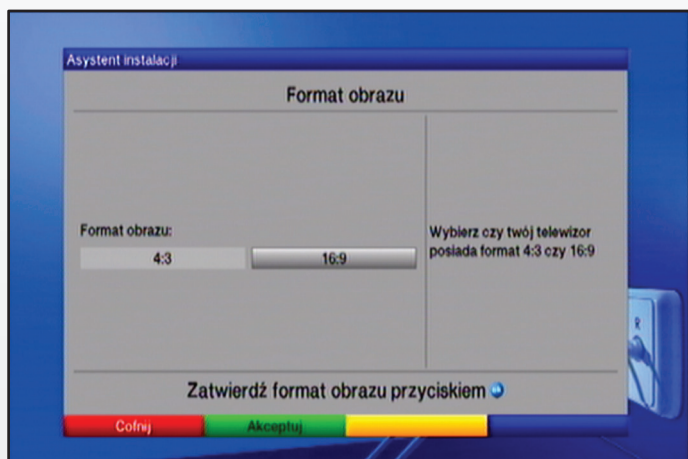 Asystent instalacji
Format obrazu
Format obrazu:
4:3
16:9
Wybierz czy twój telewizor
posiada format 4:3 czy 16:9
Zatwierdź format obrazu przyciskiem
Cofnij
Akceptuj